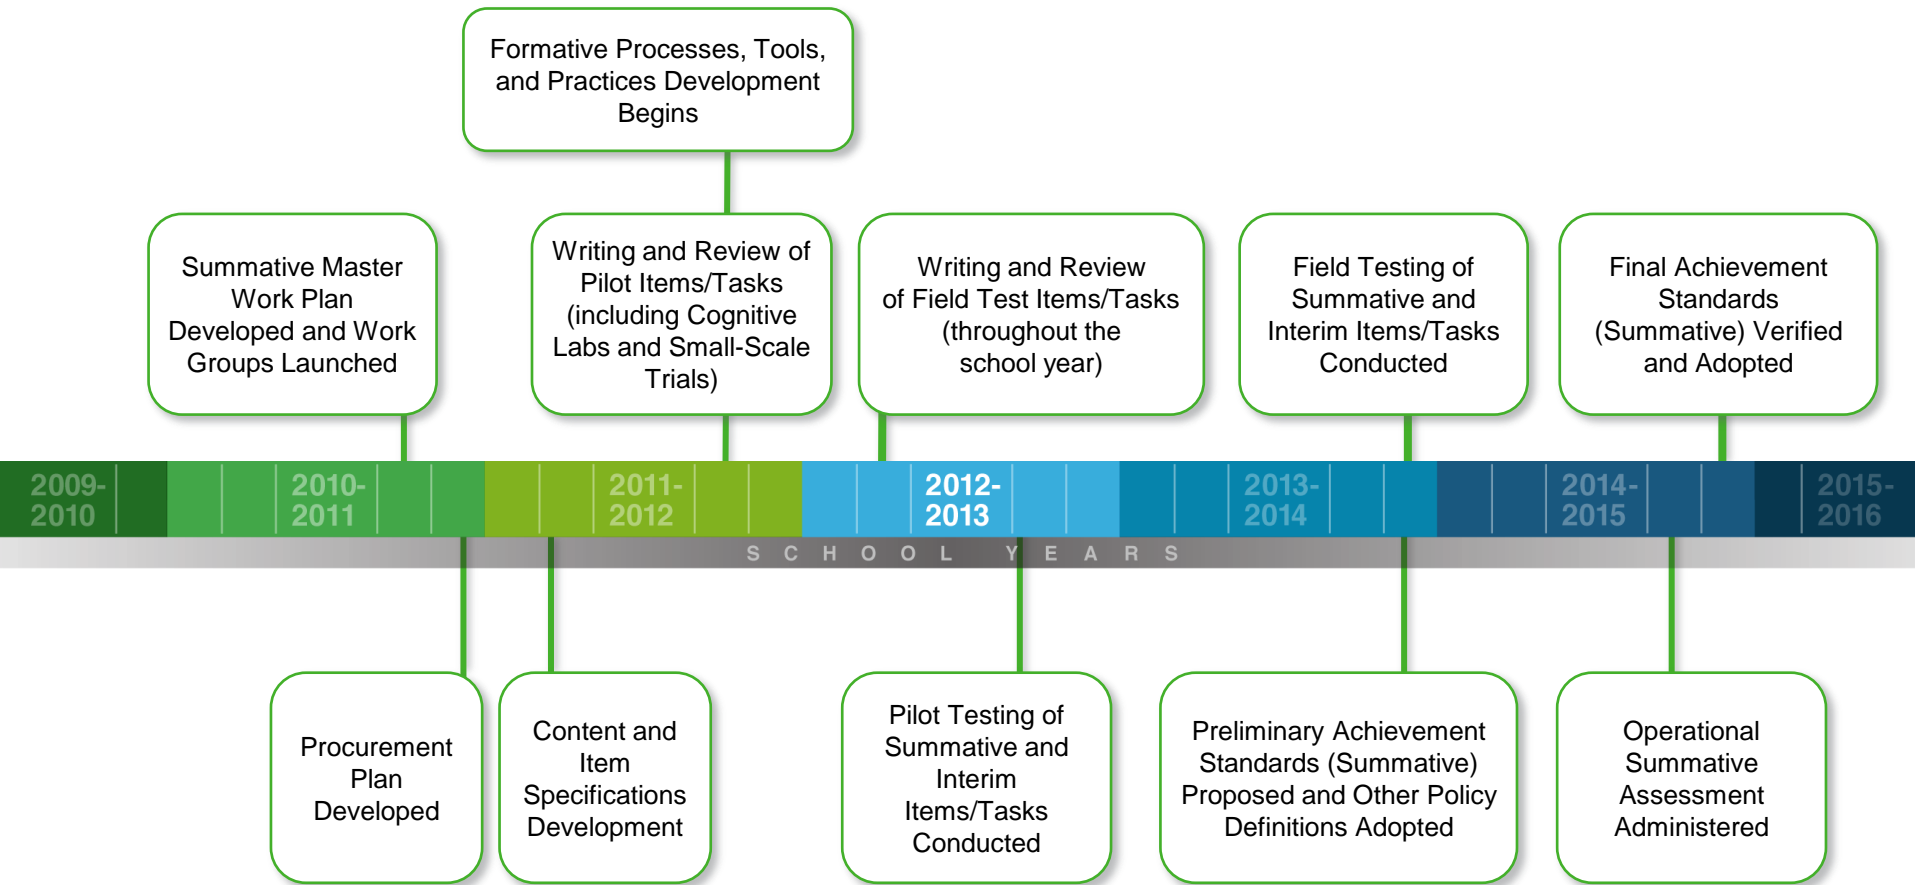 Formative Processes, Tools,
and Practices Development
Begins
Summative Master
Work Plan
Developed and Work
Groups Launched
Writing and Review of
Pilot Items/Tasks
(including Cognitive
Labs and Small-Scale
Trials)
Writing and Review
of Field Test Items/Tasks
(throughout the
school year)
Field Testing of
Summative and
Interim Items/Tasks
Conducted
Final Achievement
Standards
(Summative) Verified
and Adopted
2009-
2010
2010-
2011
2011-
2012
2012-
2013
2013-
2014
2014-
2015
2015-
2016
SCHOOL YEARS
Procurement
Plan
Developed
Content and
Item
Specifications
Development
Pilot Testing of
Summative and
Interim
Items/Tasks
Conducted
Preliminary Achievement
Standards (Summative)
Proposed and Other Policy
Definitions Adopted
Operational
Summative
Assessment
Administered